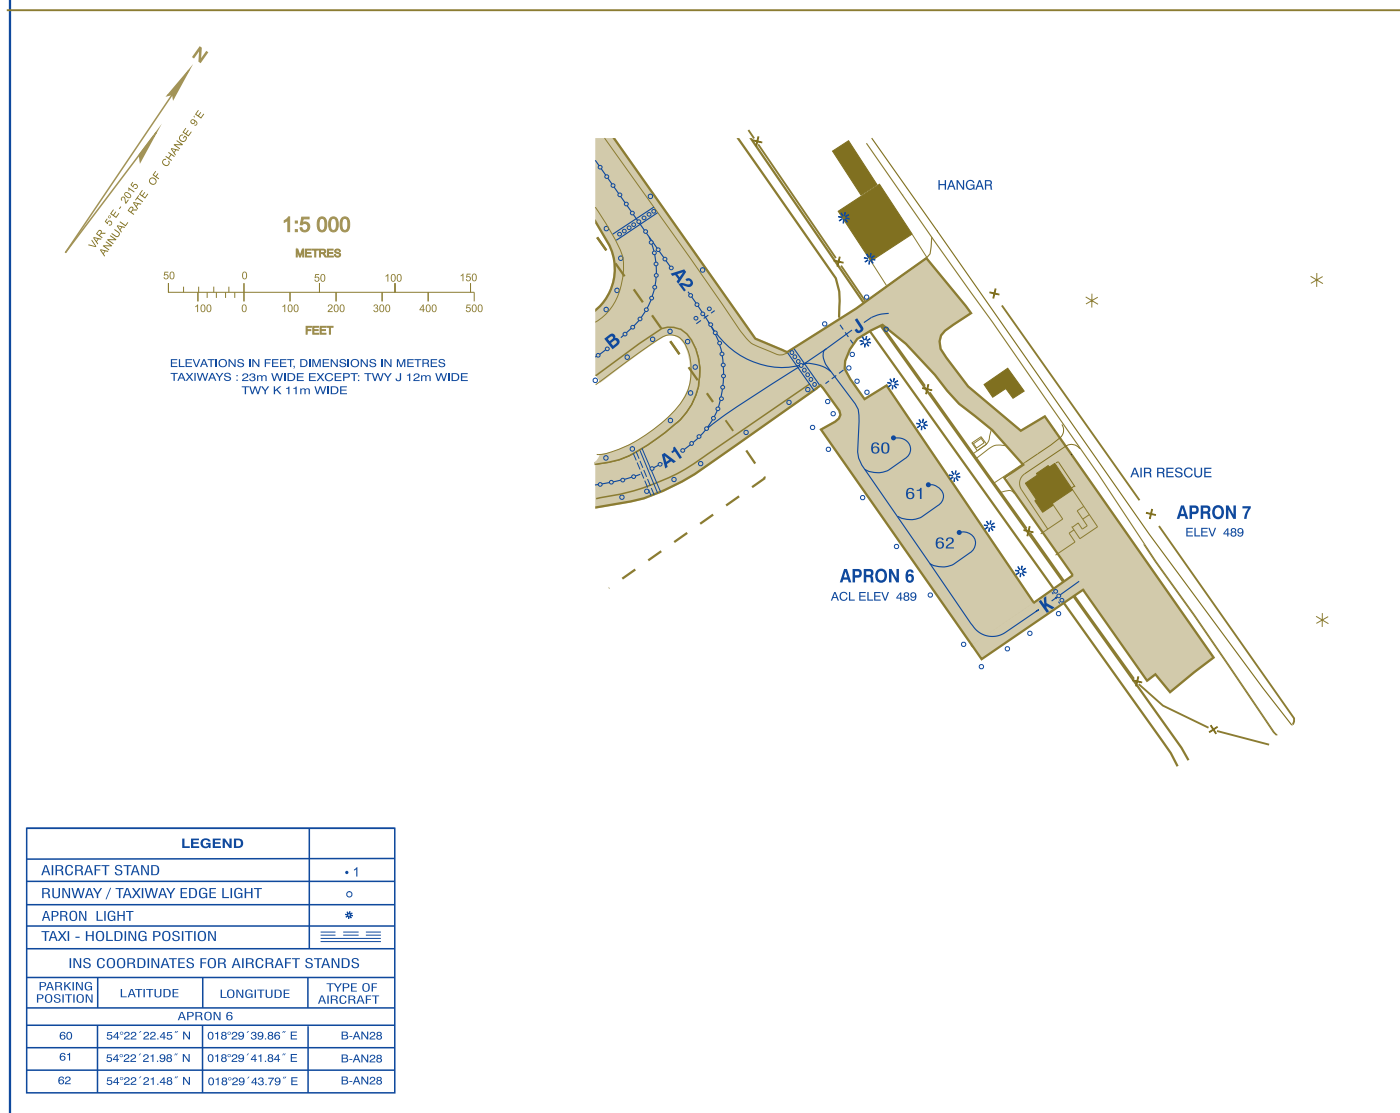 N
VAR 5°E - 2015
ANNUAL RATE OF CHANGE 9'E
1:5 000
METRES
50 0 50 100 150
100 0 100 200 300 400 500
FEET
ELEVATIONS IN FEET, DIMENSIONS IN METRES
TAXIWAYS : 23m WIDE EXCEPT: TWY J 12m WIDE
TWY K 11m WIDE
HANGAR
A2
B
J
A1
60
61
62
AIR RESCUE
APRON 7
ELEV 489
APRON 6
ACL ELEV 489
K
LEGEND
AIRCRAFT STAND • 1
RUNWAY / TAXIWAY EDGE LIGHT
APRON LIGHT
TAXI - HOLDING POSITION
INS COORDINATES FOR AIRCRAFT STANDS
PARKING POSITION LATITUDE LONGITUDE TYPE OF AIRCRAFT
APRON 6
60 54°22´22.45˝ N 018°29´39.86˝ E B-AN28
61 54°22´21.98˝ N 018°29´41.84˝ E B-AN28
62 54°22´21.48˝ N 018°29´43.79˝ E B-AN28